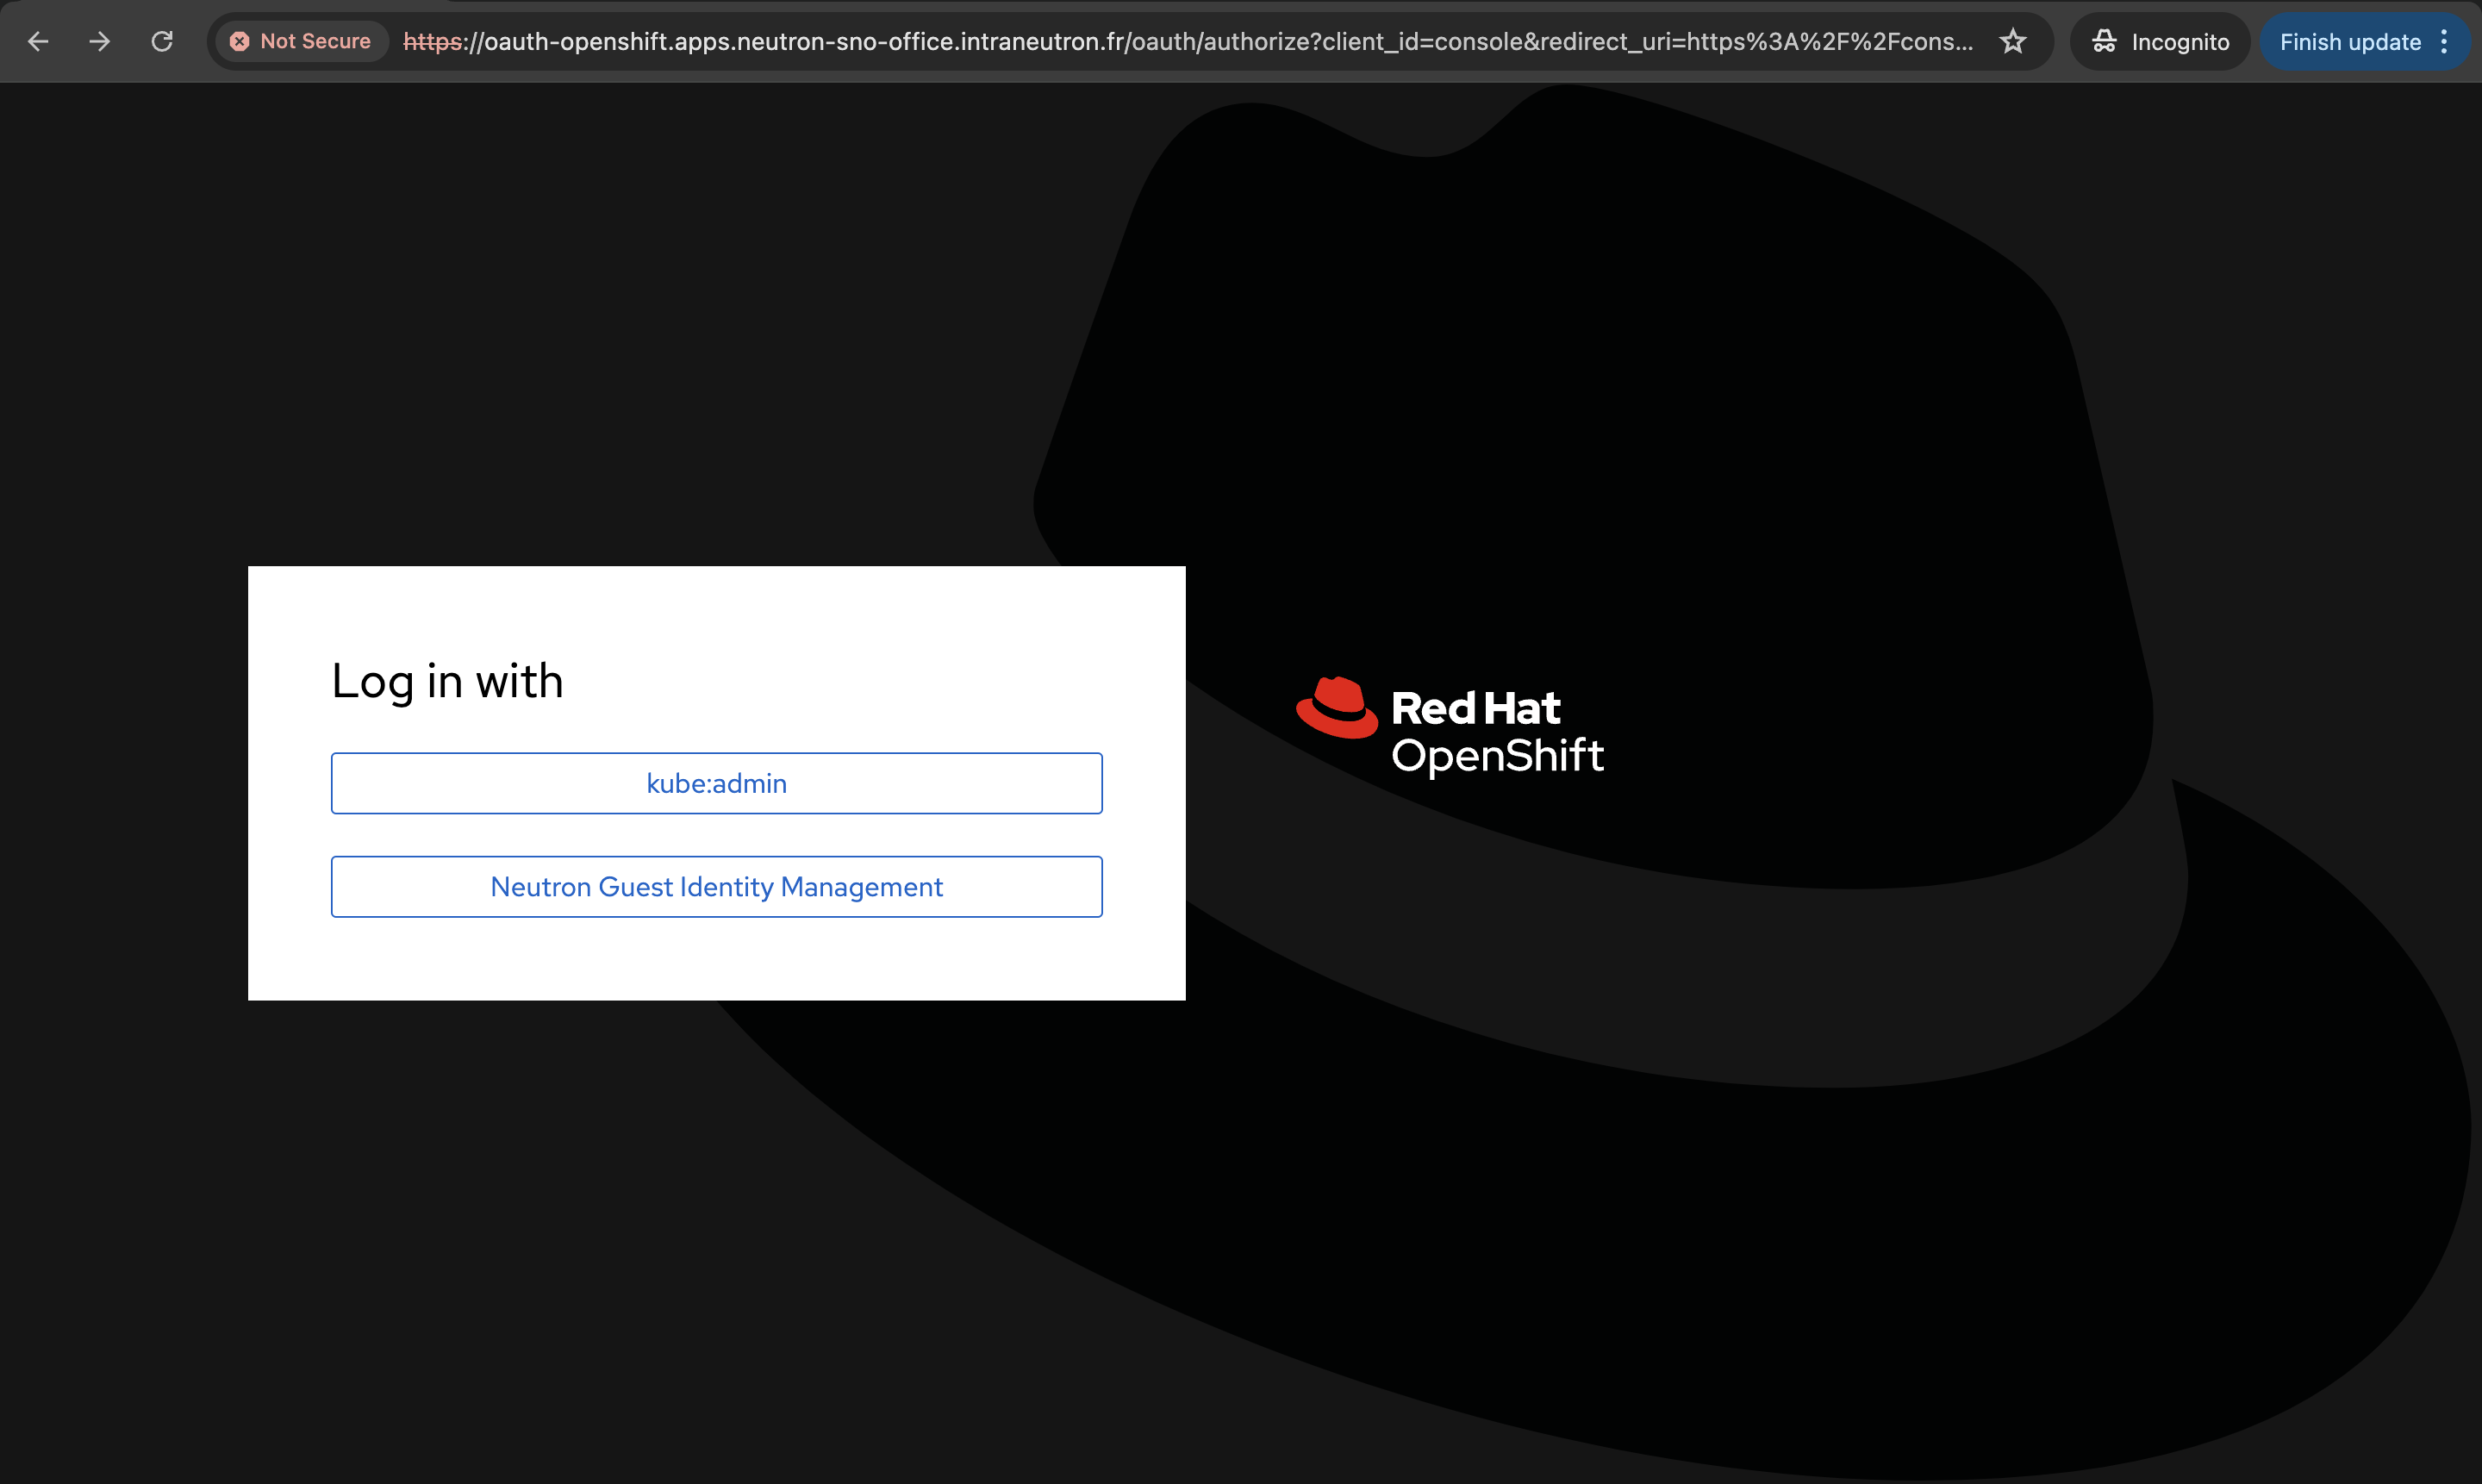 Not Secure https://oauth-openshift.apps.neutron-sno-office.intraneutron.fr/oauth/authorize?client_id=console&redirect_uri=https%3A%2F%2Fcons... Incognito Finish update
Log in with
kube:admin
Neutron Guest Identity Management
Red Hat
OpenShift